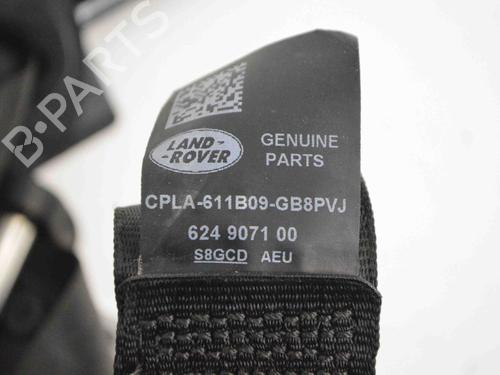 B-PARTS
LAND-
-ROVER
GENUINE
PARTS
CPLA-611B09-GB8PVJ
624 9071 00
S8GCD AEU